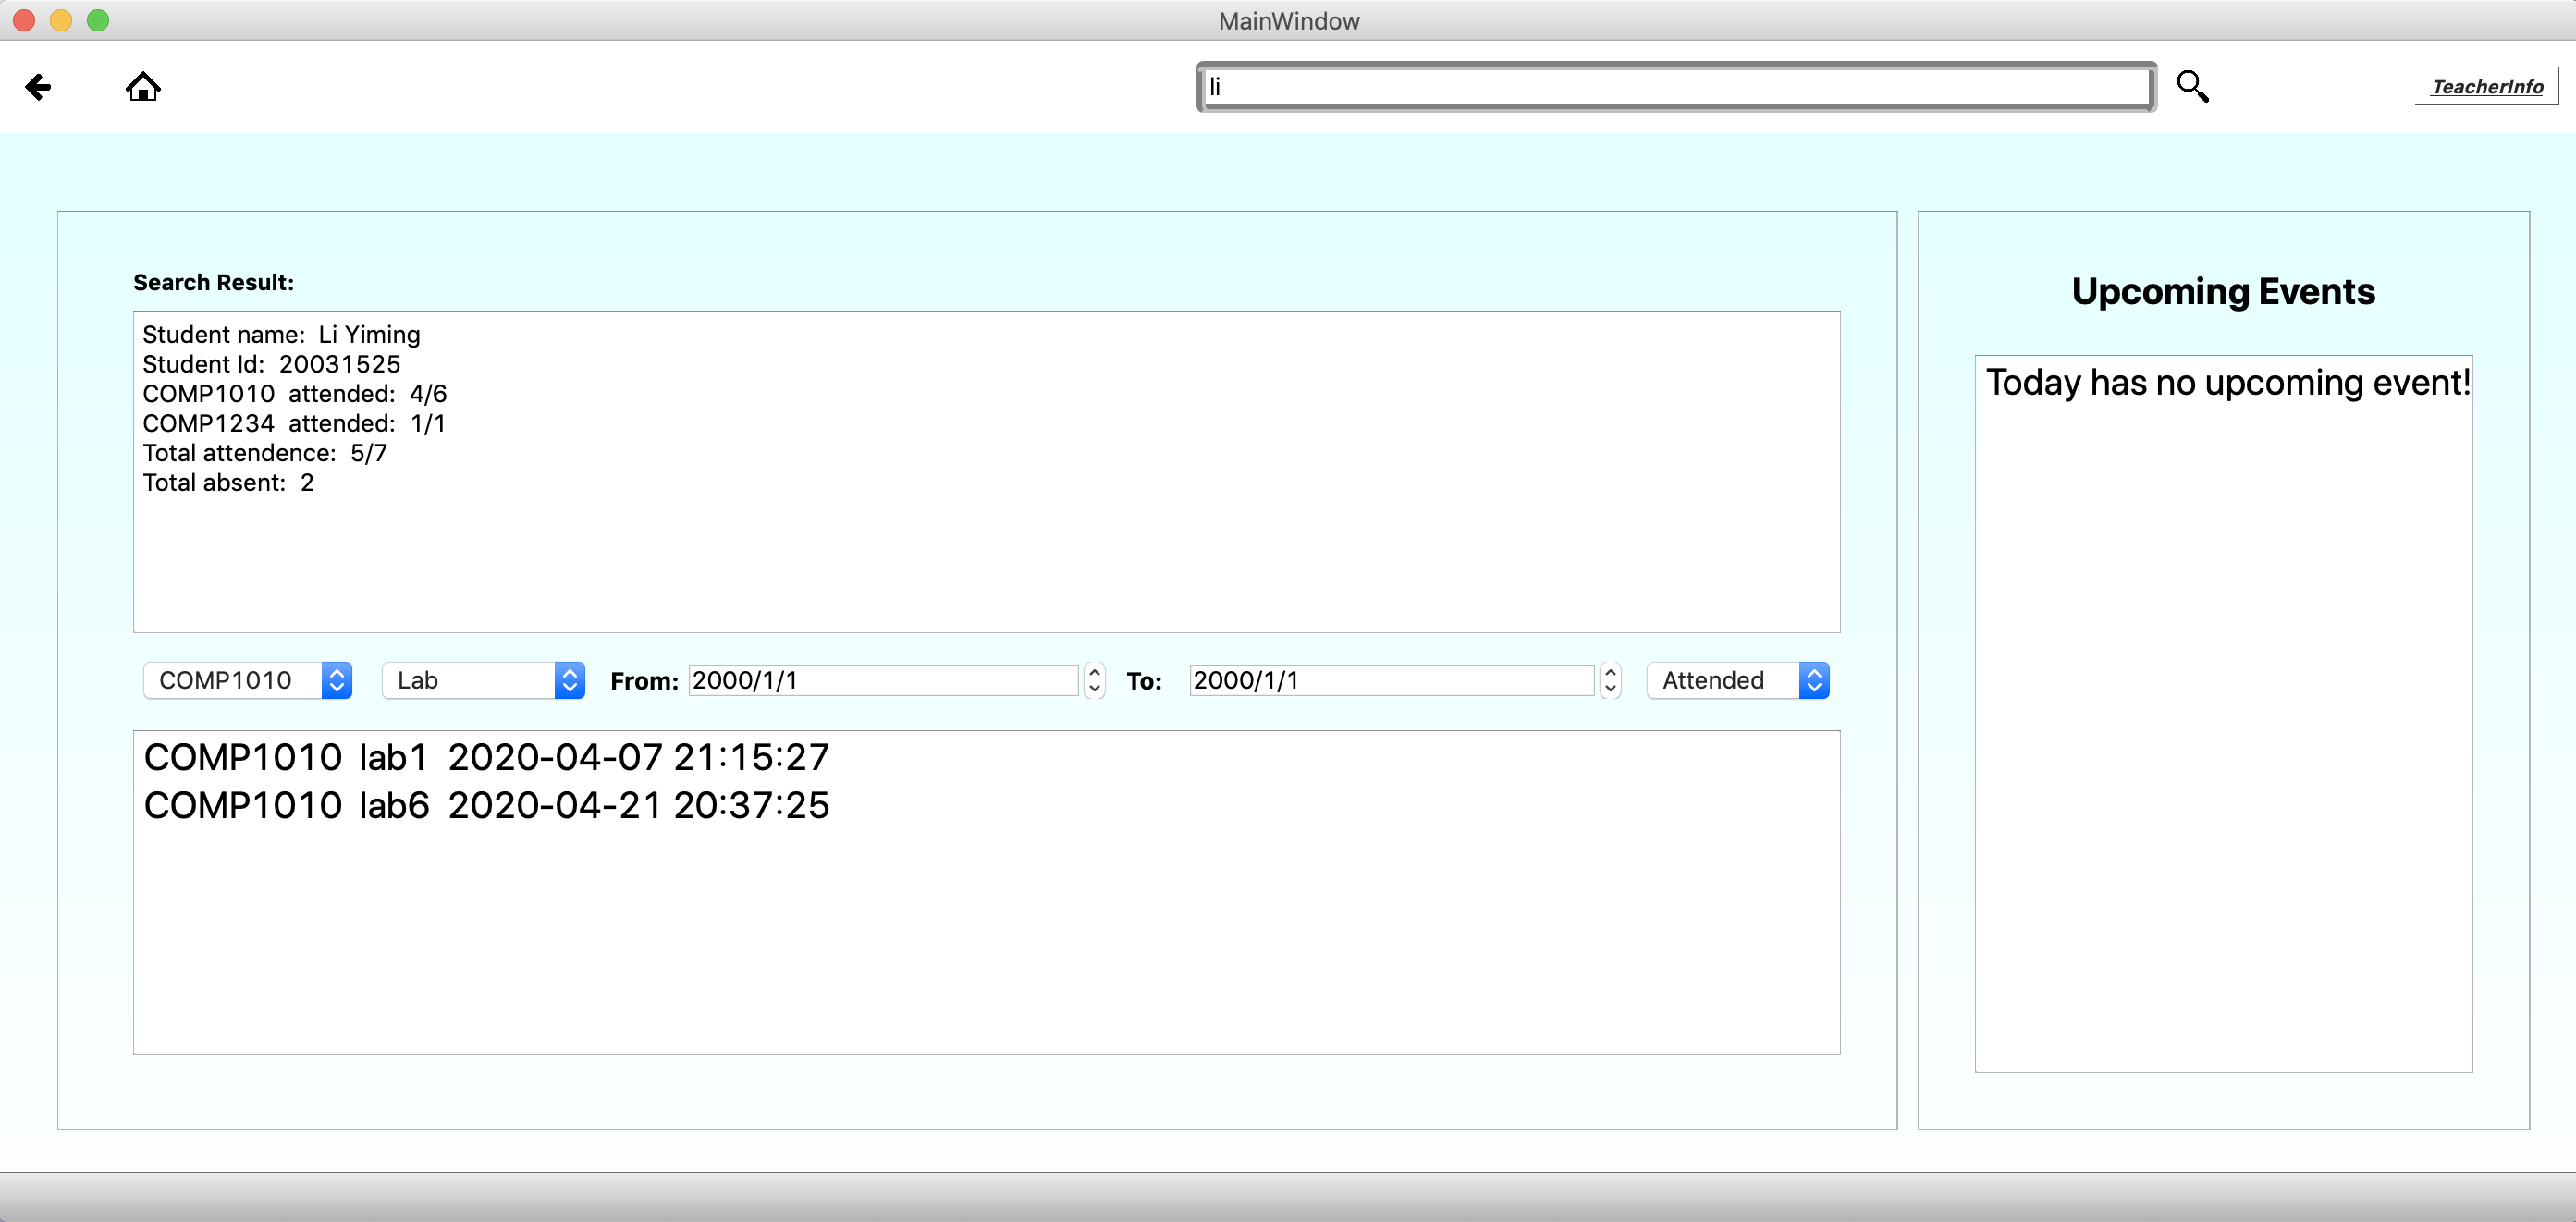 MainWindow
li
TeacherInfo
Search Result:
Student name:  Li Yiming
Student Id:  20031525
COMP1010  attended:  4/6
COMP1234  attended:  1/1
Total attendence:  5/7
Total absent:  2
COMP1010 Lab From: 2000/1/1 To: 2000/1/1 Attended
COMP1010  lab1  2020-04-07 21:15:27
COMP1010  lab6  2020-04-21 20:37:25
Upcoming Events
Today has no upcoming event!